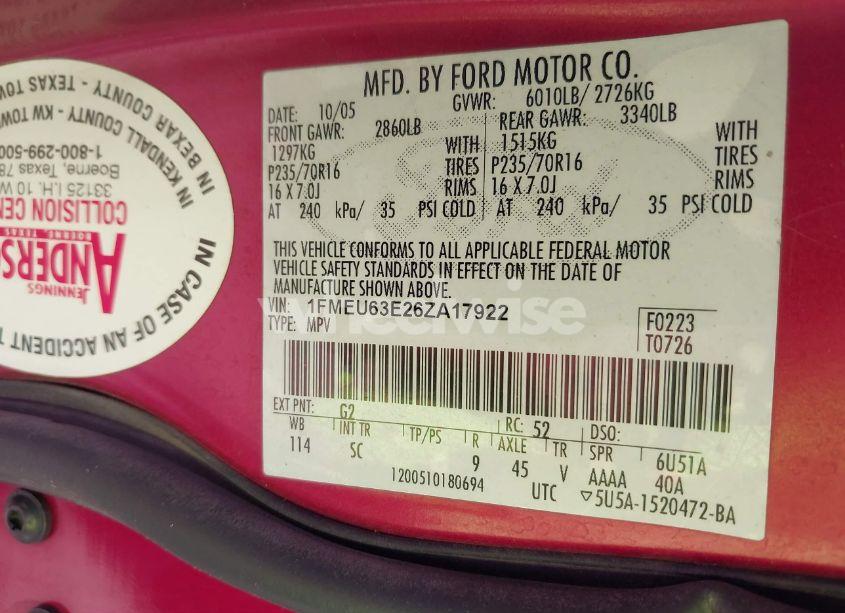 MFD. BY FORD MOTOR CO.
DATE: 10/05 GVWR: 6010LB/ 2726KG
FRONT GAWR: 2860LB REAR GAWR: 3340LB
1297KG WITH 1515KG WITH
P235/70R16 TIRES P235/70R16 TIRES
16 X 7.0J RIMS 16 X 7.0J RIMS
AT 240 kPa/ 35 PSI COLD AT 240 kPa/ 35 PSI COLD
THIS VEHICLE CONFORMS TO ALL APPLICABLE FEDERAL MOTOR
VEHICLE SAFETY STANDARDS IN EFFECT ON THE DATE OF
MANUFACTURE SHOWN ABOVE.
VIN: 1FMEU63E26ZA17922
TYPE: MPV
F0223
T0726
EXT PNT: G2 RC: 52 DSO:
WB INT TR TP/PS R AXLE TR SPR 6U51A
114 SC 9 45 V AAAA 40A
1200510180694 UTC ▽5U5A-1520472-BA
wheelwise
IN CASE OF AN ACCIDENT
JENNINGS
BOERNE, TEXAS
COLLISION
33125 I.H. 10 W
Boerne, Texas
1-800-299-500
IN KENDALL COUNTY - KW
IN BEXAR COUNTY - TEXAS